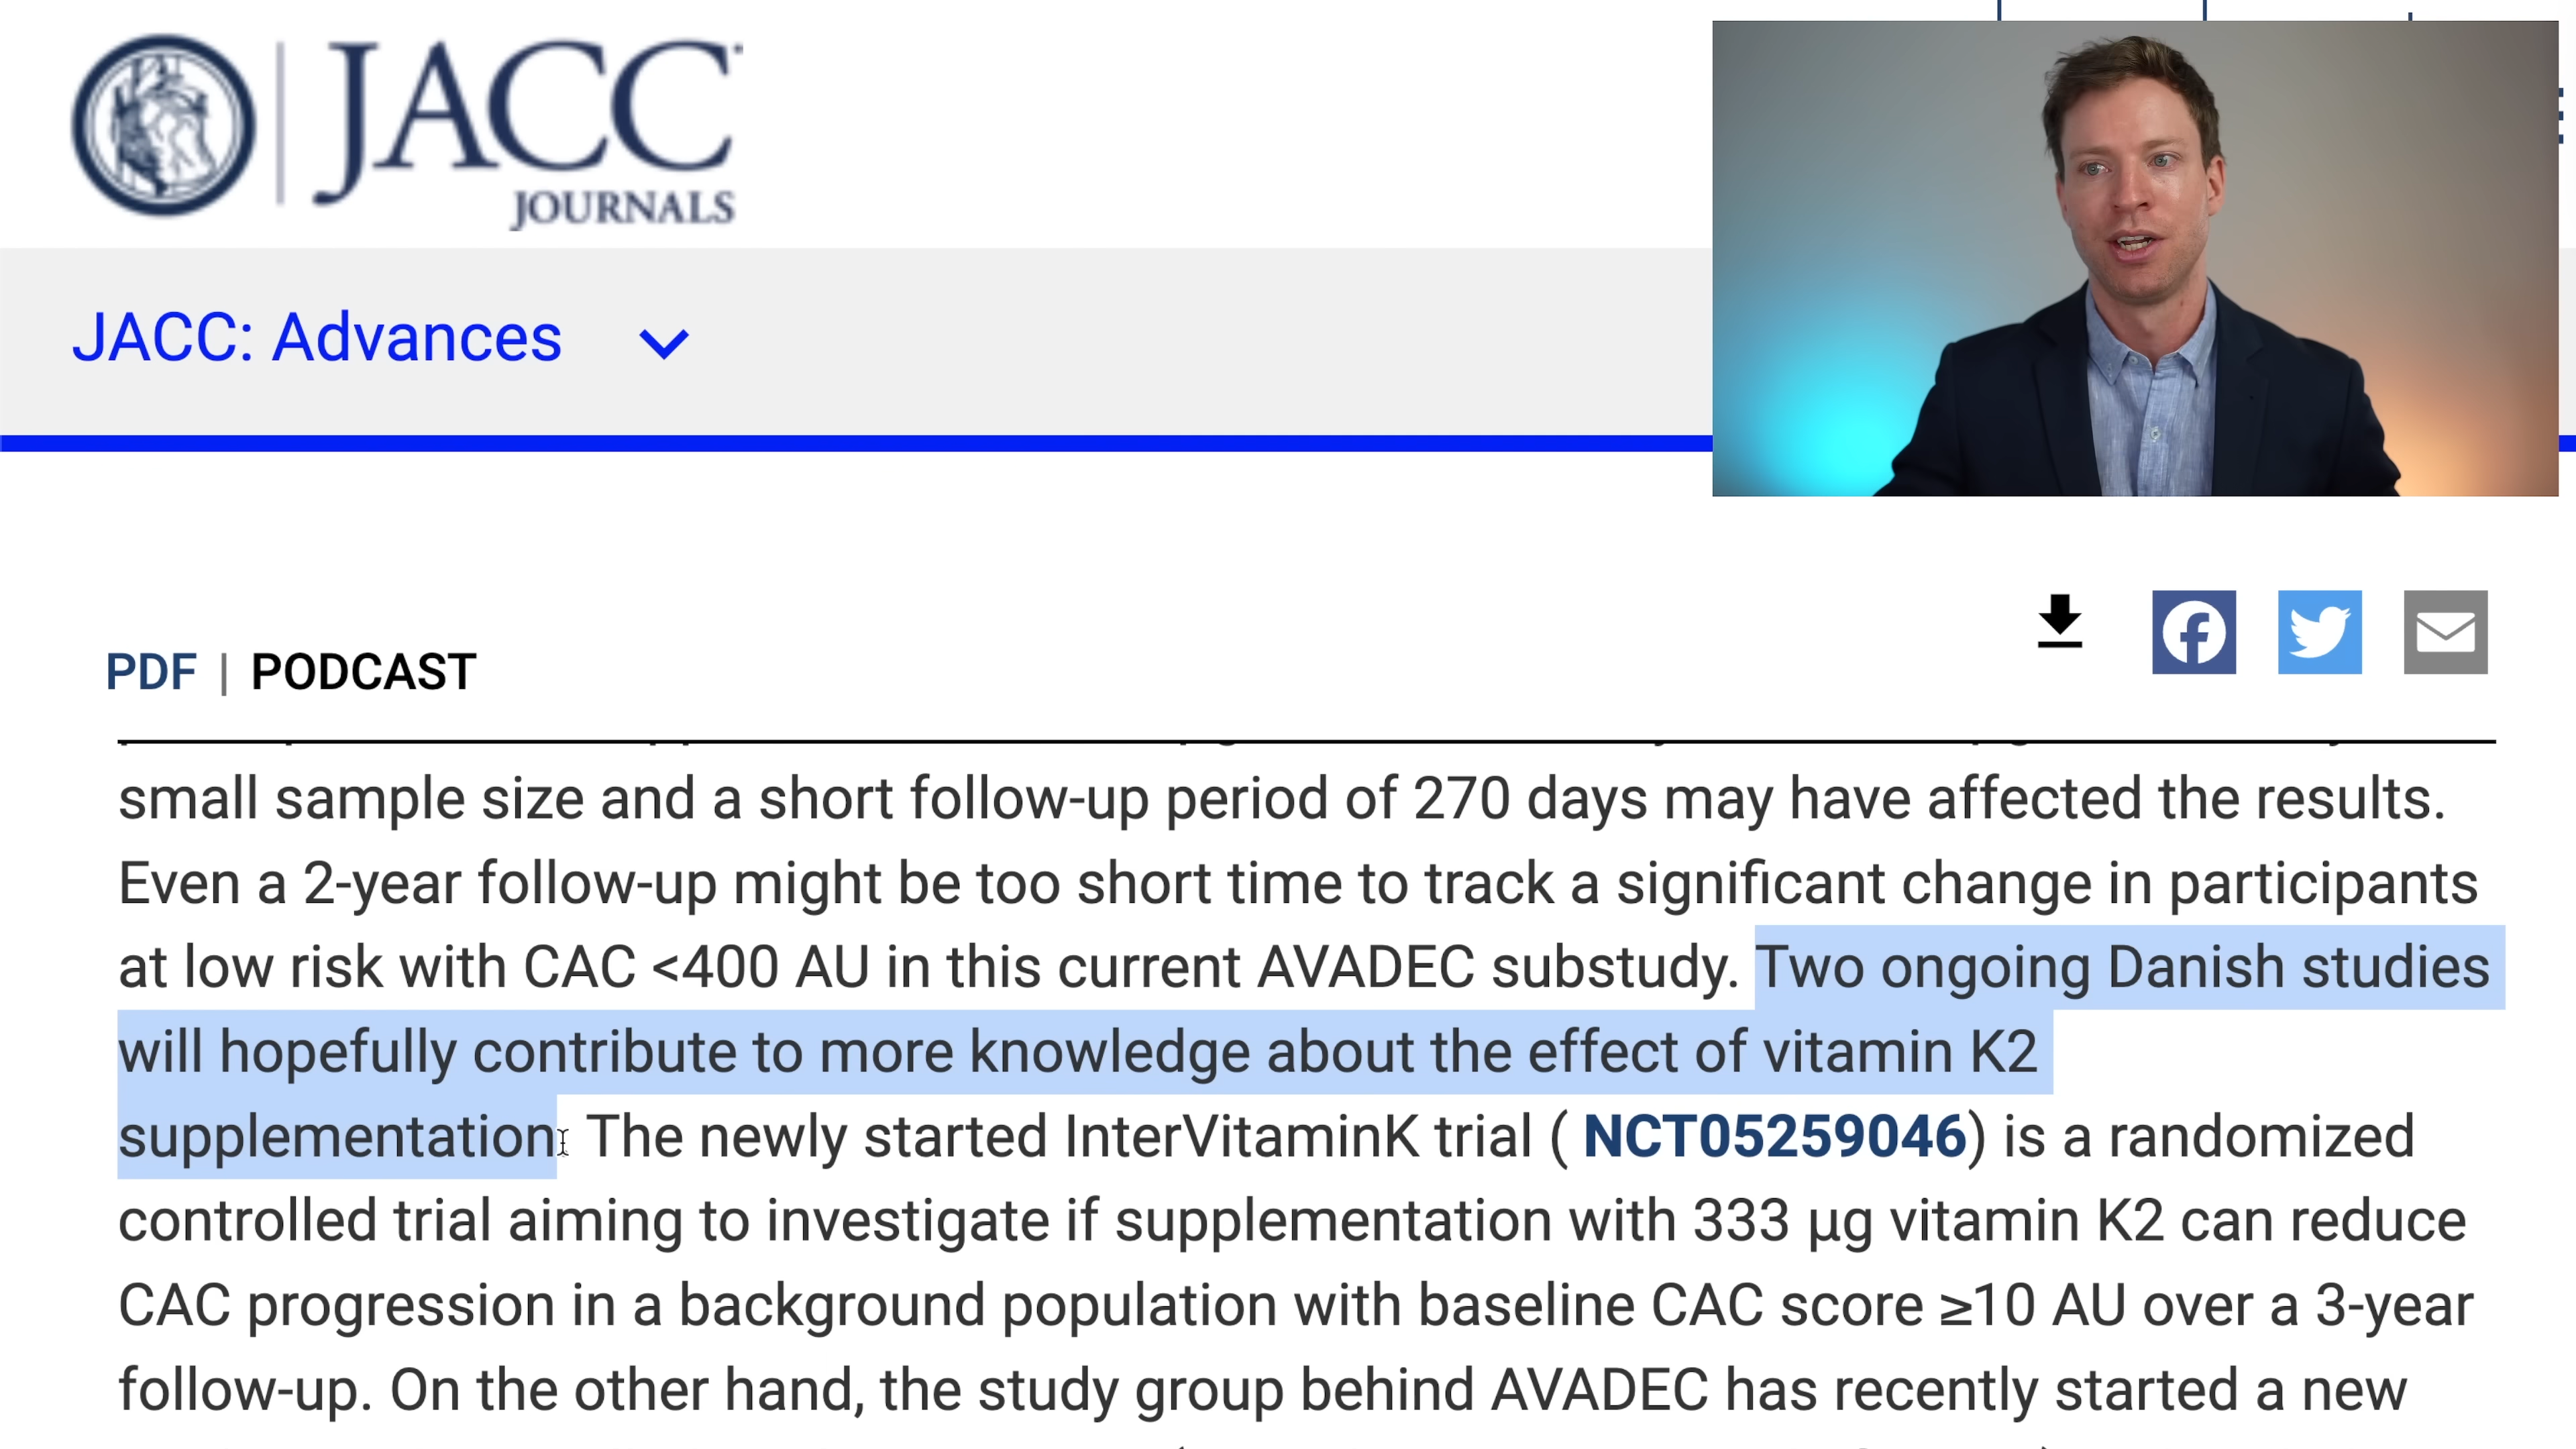 JACC
JOURNALS
JACC: Advances
PDF | PODCAST
small sample size and a short follow-up period of 270 days may have affected the results.
Even a 2-year follow-up might be too short time to track a significant change in participants
at low risk with CAC <400 AU in this current AVADEC substudy. Two ongoing Danish studies
will hopefully contribute to more knowledge about the effect of vitamin K2
supplementation. The newly started InterVitaminK trial ( NCT05259046) is a randomized
controlled trial aiming to investigate if supplementation with 333 µg vitamin K2 can reduce
CAC progression in a background population with baseline CAC score ≥10 AU over a 3-year
follow-up. On the other hand, the study group behind AVADEC has recently started a new